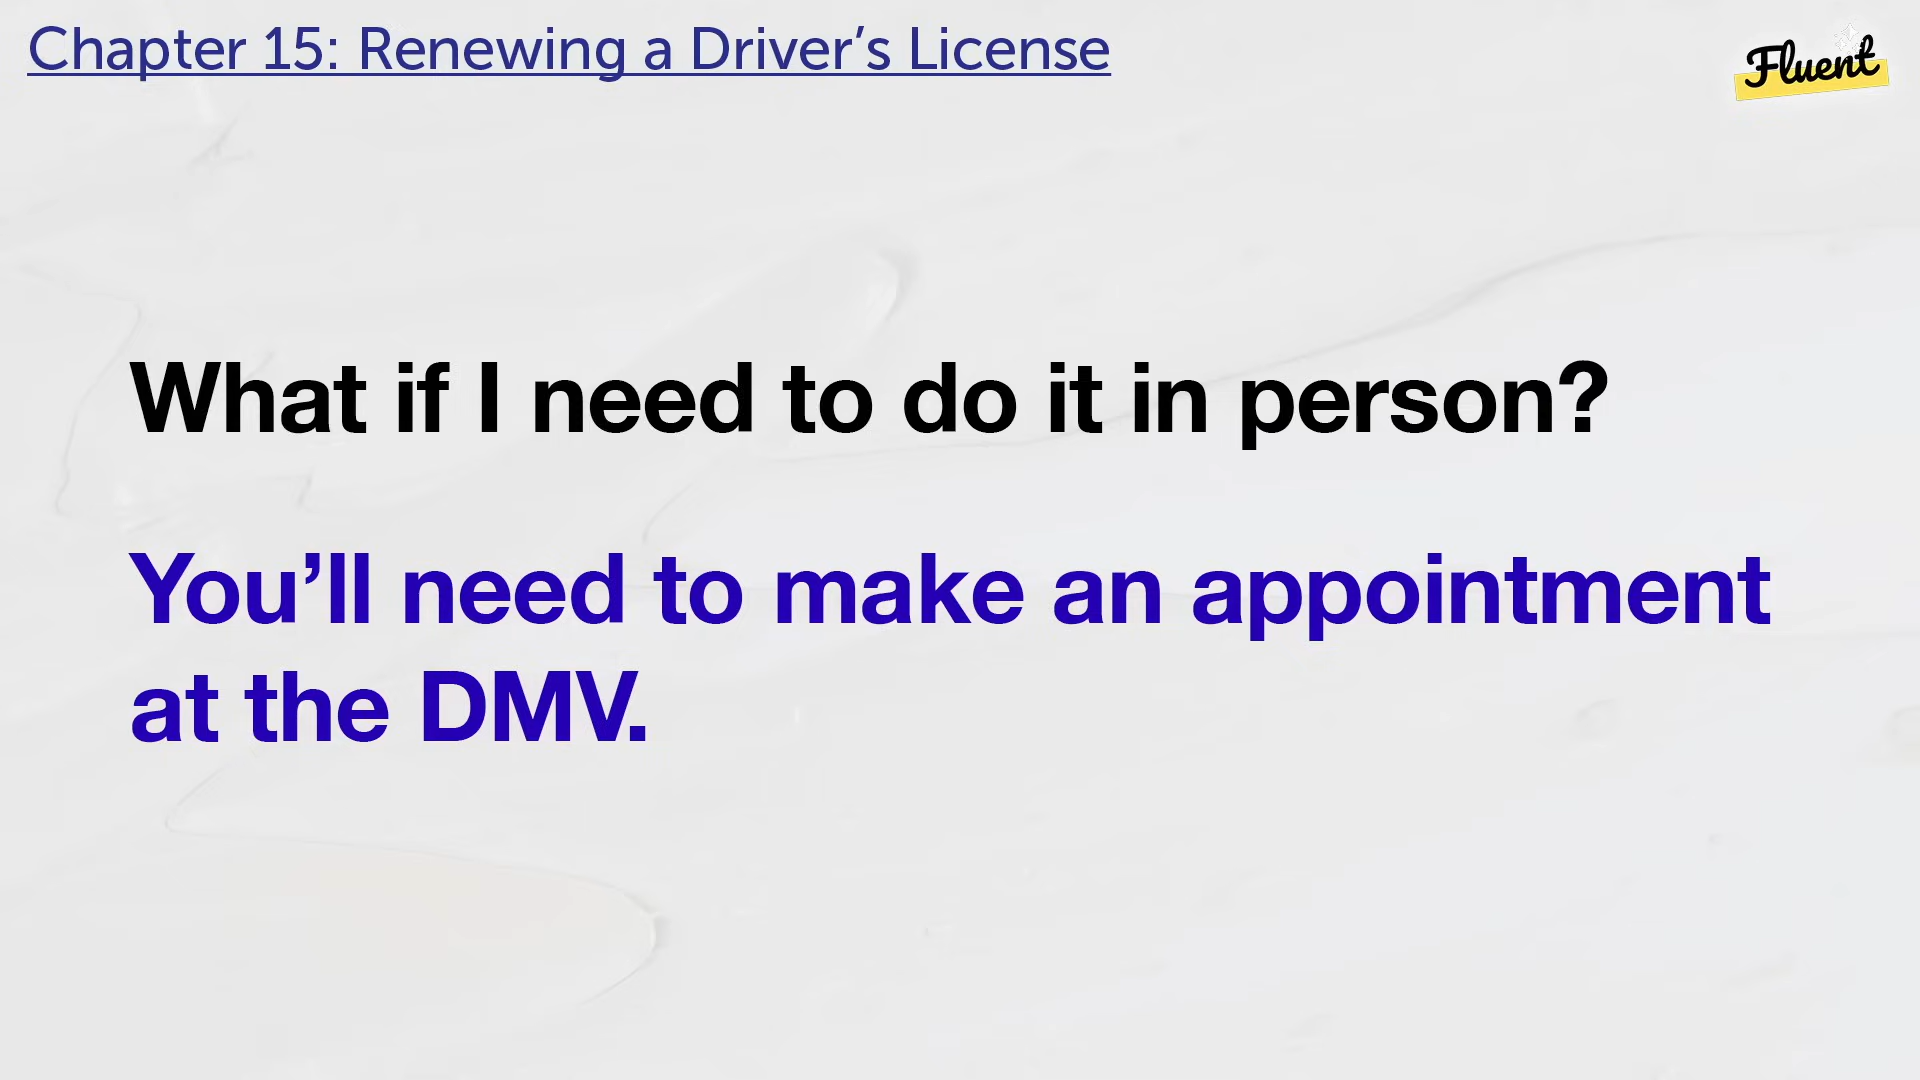 Chapter 15: Renewing a Driver’s License
Fluent
What if I need to do it in person?
You’ll need to make an appointment
at the DMV.